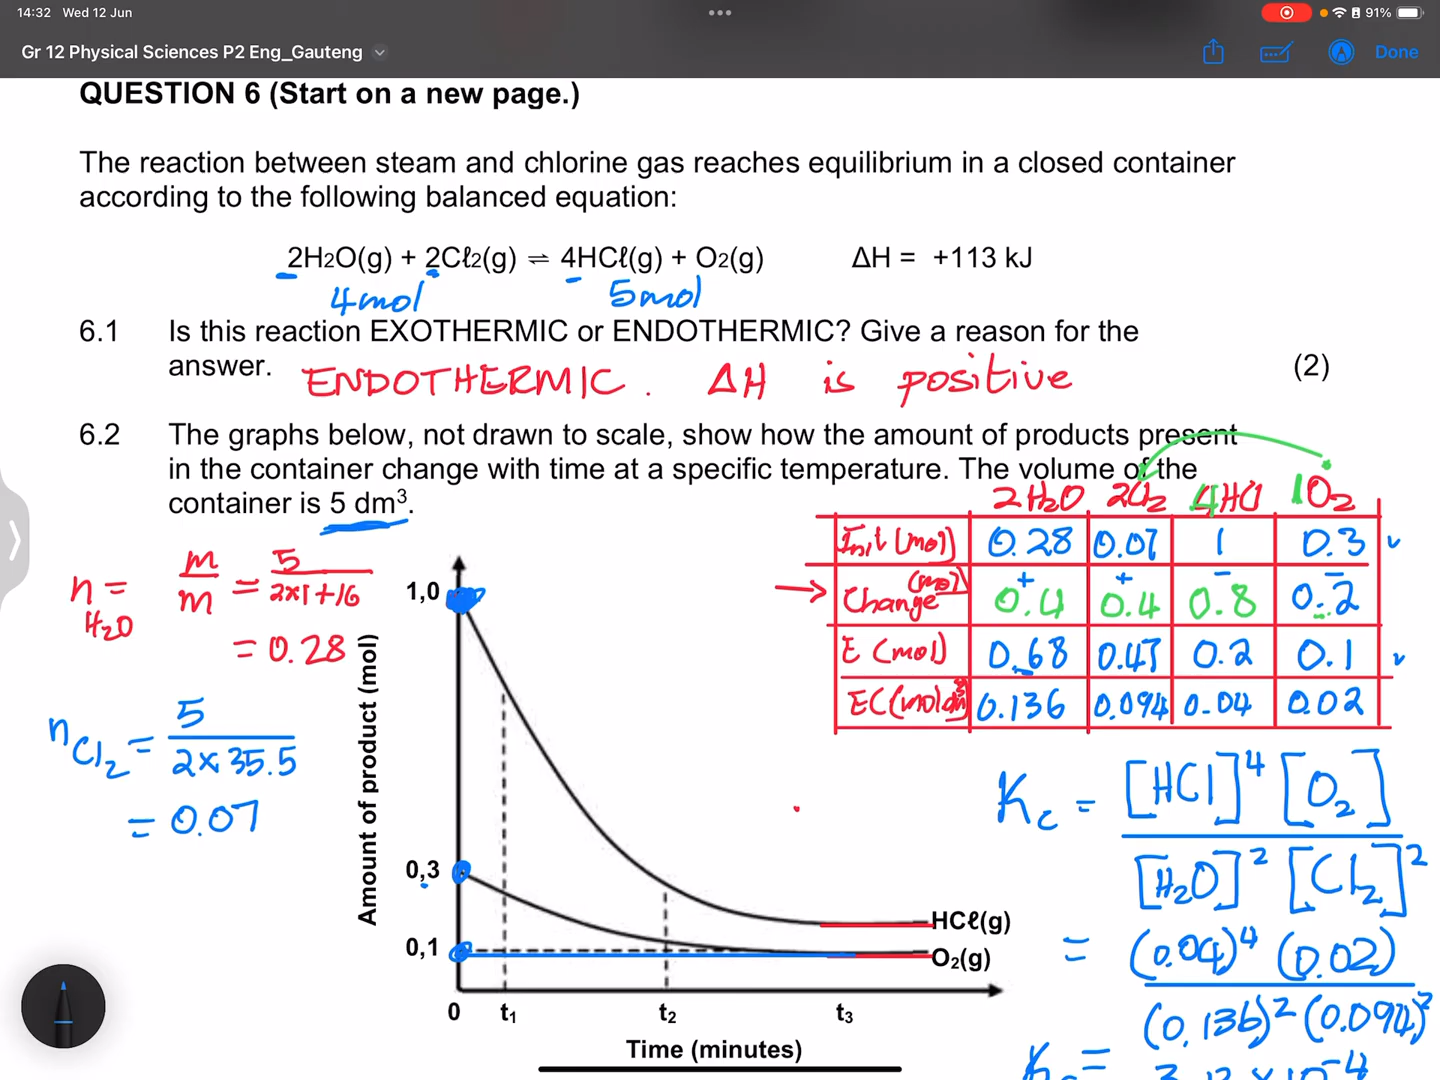 14:32 Wed 12 Jun
91%
Gr 12 Physical Sciences P2 Eng_Gauteng
Done
QUESTION 6 (Start on a new page.)
The reaction between steam and chlorine gas reaches equilibrium in a closed container
according to the following balanced equation:
2H2O(g) + 2Cℓ2(g) ⇌ 4HCℓ(g) + O2(g) ΔH = +113 kJ
4mol 5mol
6.1 Is this reaction EXOTHERMIC or ENDOTHERMIC? Give a reason for the
answer. (2)
ENDOTHERMIC. ΔH is positive
6.2 The graphs below, not drawn to scale, show how the amount of products present
in the container change with time at a specific temperature. The volume of the
container is 5 dm³.
2H2O 2Cl2 4HCl 1O2
Init (mol) 0.28 0.07 1 0.3
Change (mol) +0.4 +0.4 -0.8 -0.2
E (mol) 0.68 0.47 0.2 0.1
EC (mol dm³) 0.136 0.094 0.04 0.02
n H2O = m/m = 5/2×1+16
= 0.28
nCl2 = 5/2×35.5
= 0.07
Amount of product (mol)
1,0
0,3
0,1
HCℓ(g)
O2(g)
0 t1 t2 t3
Time (minutes)
Kc = [HCl]⁴ [O2] / [H2O]² [Cl2]²
= (0.04)⁴ (0.02) / (0.136)² (0.094)²
Kc =